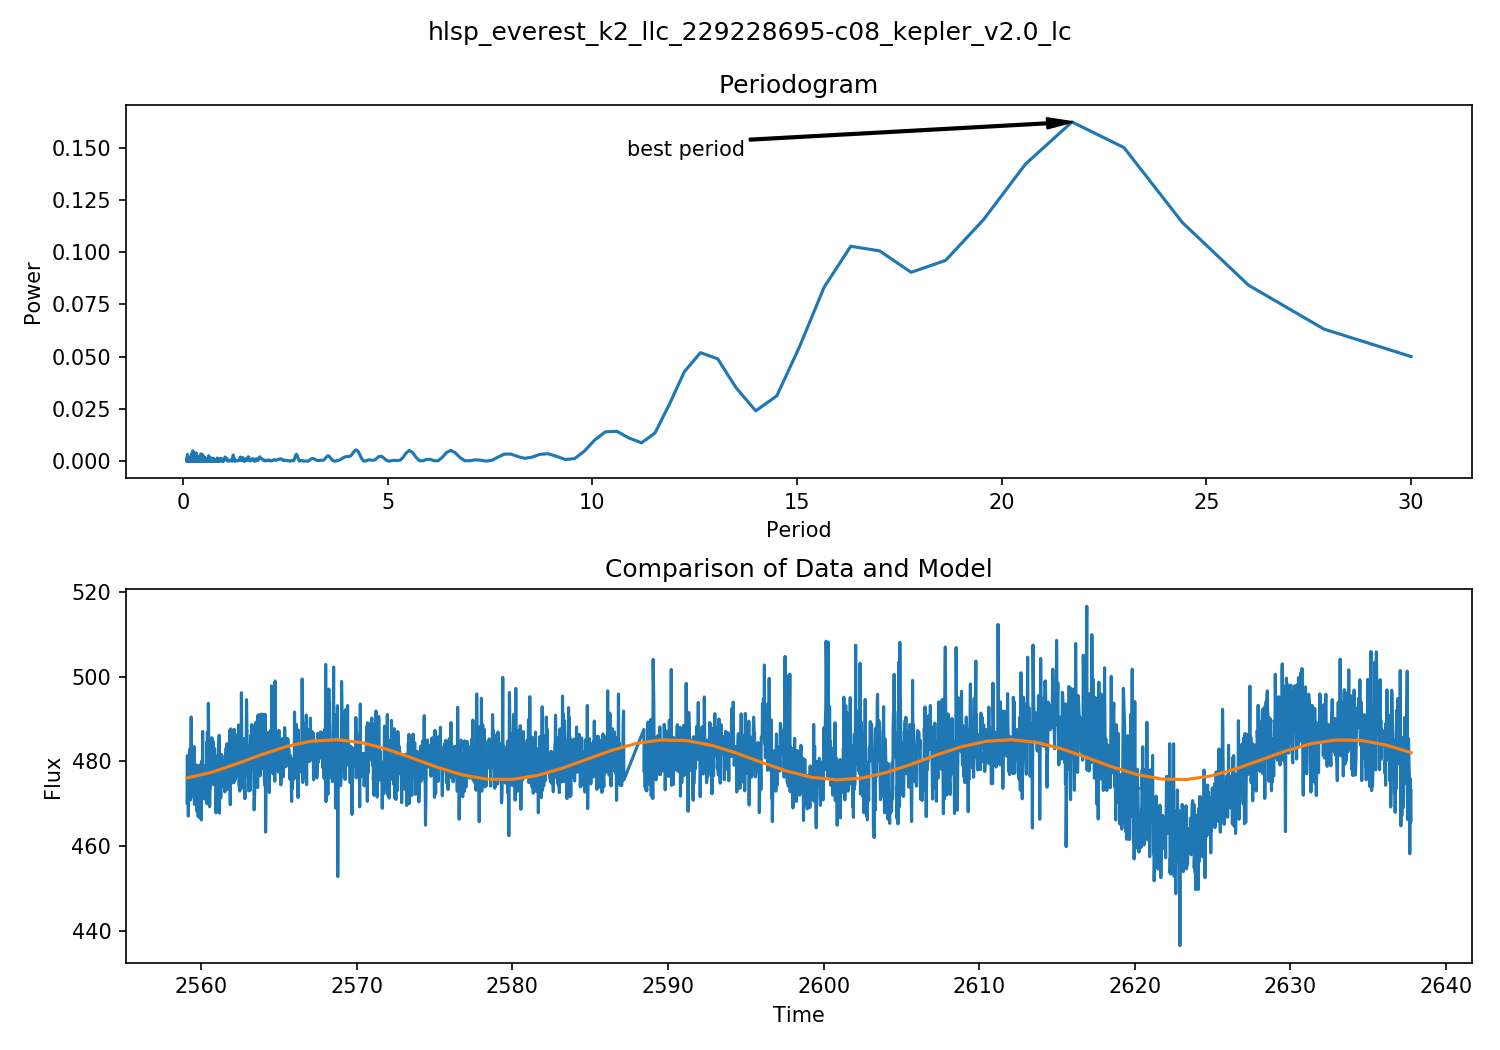 hlsp_everest_k2_llc_229228695-c08_kepler_v2.0_lc
Periodogram
best period
Power
0.150
0.125
0.100
0.075
0.050
0.025
0.000
0 5 10 15 20 25 30
Period
Comparison of Data and Model
Flux
520
500
480
460
440
2560 2570 2580 2590 2600 2610 2620 2630 2640
Time